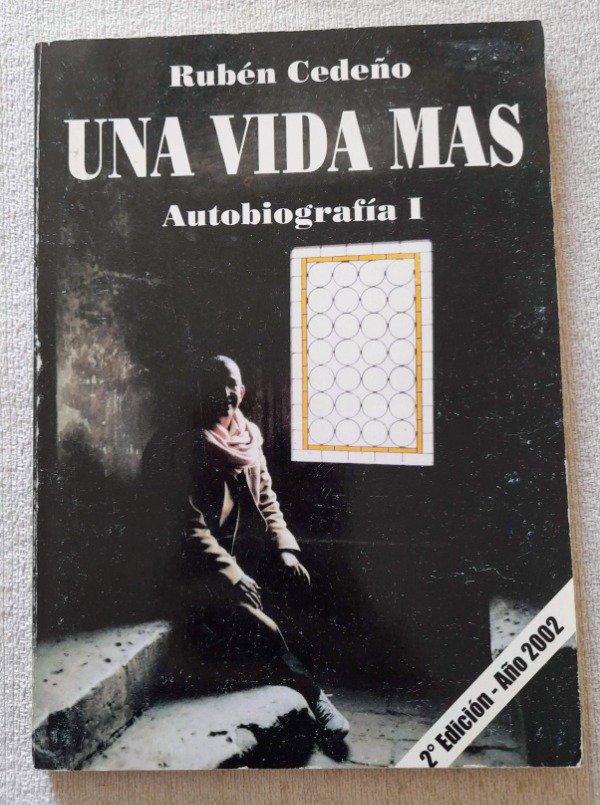 Rubén Cedeño
UNA VIDA MAS
Autobiografía I
2° Edición - Año 2002